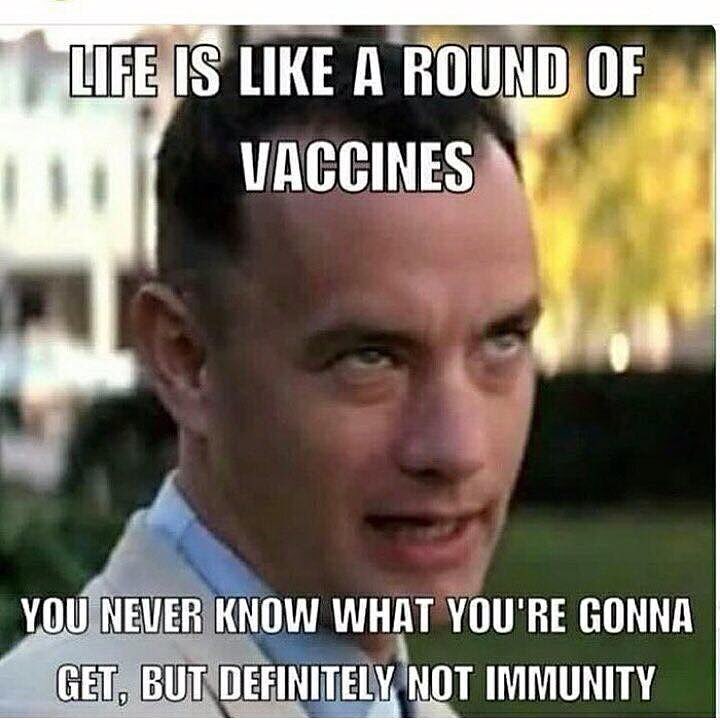 LIFE IS LIKE A ROUND OF
VACCINES
YOU NEVER KNOW WHAT YOU'RE GONNA
GET, BUT DEFINITELY NOT IMMUNITY